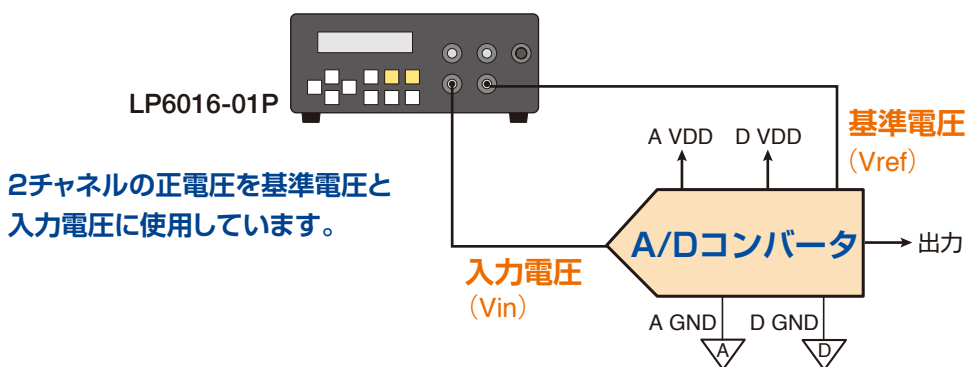 LP6016-01P
2チャネルの正電圧を基準電圧と
入力電圧に使用しています。
A VDD
D VDD
基準電圧
(Vref)
A/Dコンバータ
出力
入力電圧
(Vin)
A GND
D GND
A
D